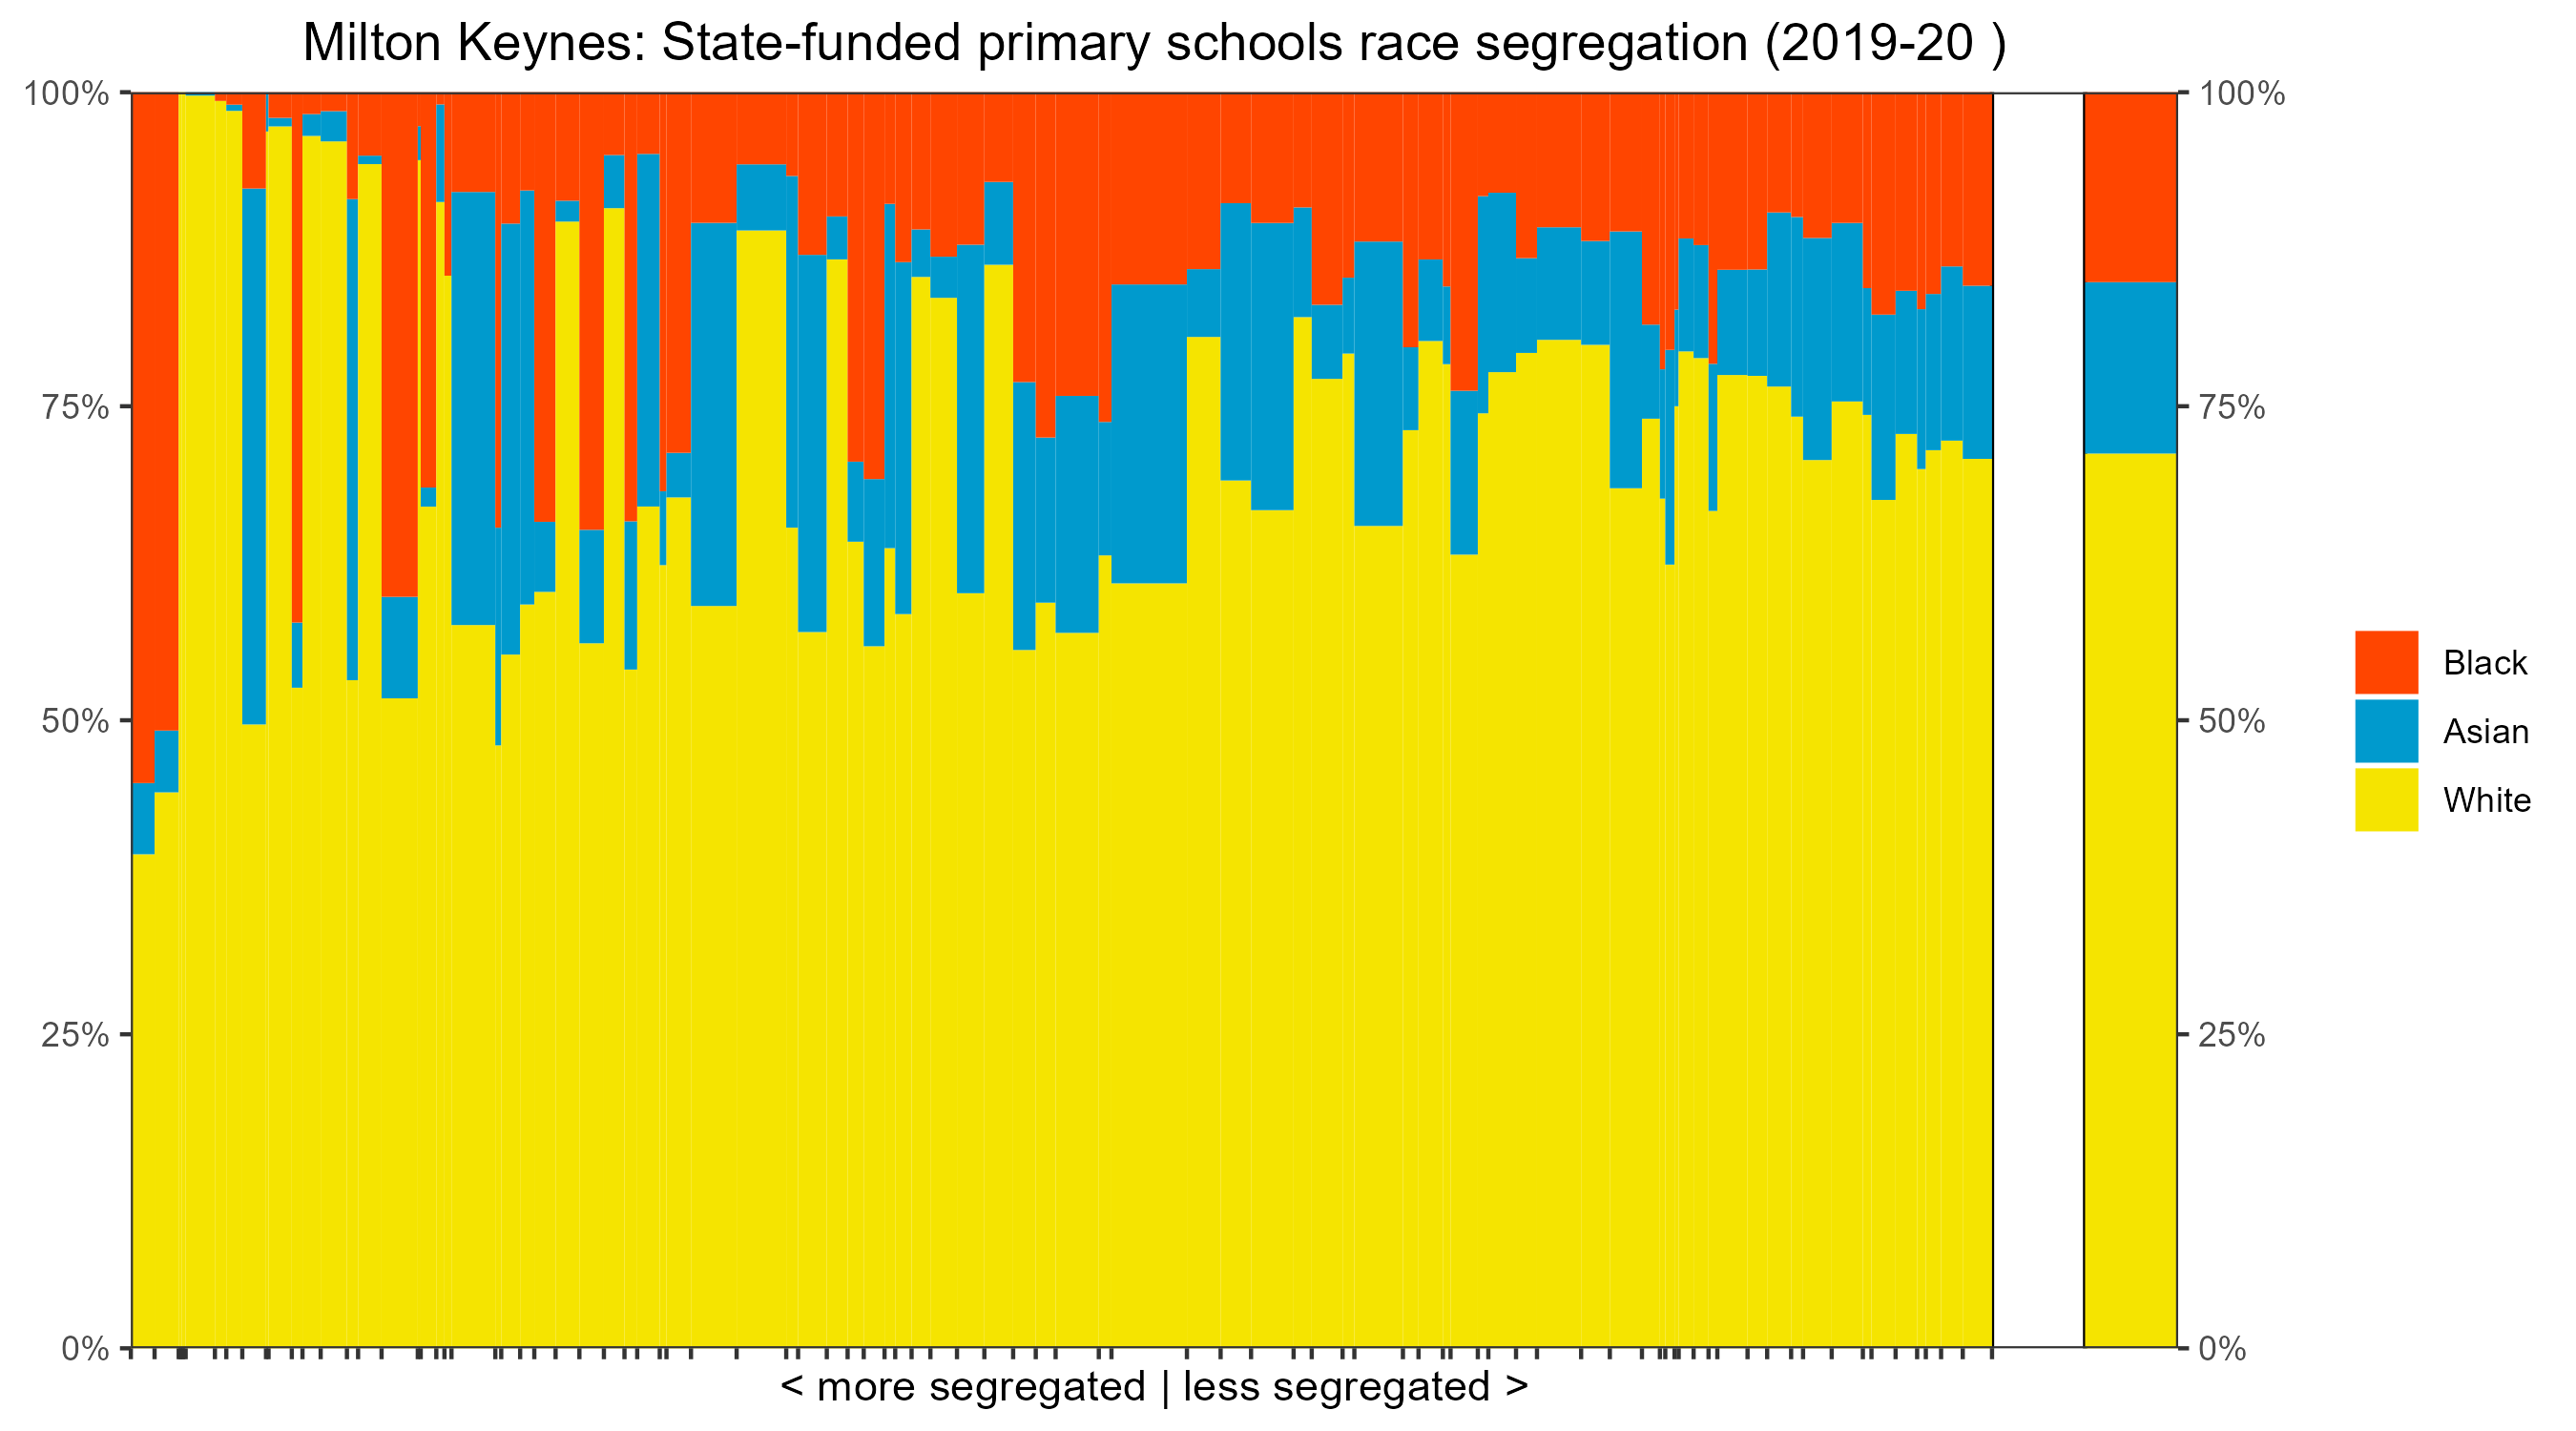 Milton Keynes: State-funded primary schools race segregation (2019-20 )
100%
75%
50%
25%
0%
100%
75%
50%
25%
0%
Black
Asian
White
< more segregated | less segregated >